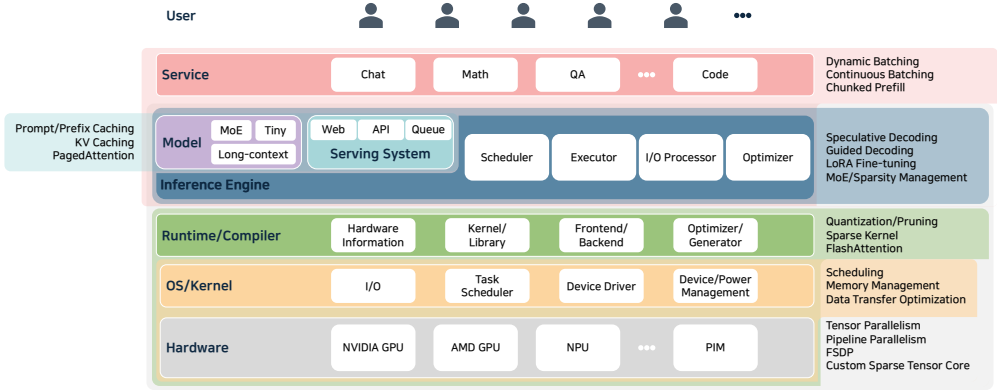 User
•••
Service
Chat
Math
QA
•••
Code
Dynamic Batching
Continuous Batching
Chunked Prefill
Prompt/Prefix Caching
KV Caching
PagedAttention
Model
MoE
Tiny
Long-context
Web
API
Queue
Serving System
Inference Engine
Scheduler
Executor
I/O Processor
Optimizer
Speculative Decoding
Guided Decoding
LoRA Fine-tuning
MoE/Sparsity Management
Runtime/Compiler
Hardware
Information
Kernel/
Library
Frontend/
Backend
Optimizer/
Generator
Quantization/Pruning
Sparse Kernel
FlashAttention
OS/Kernel
I/O
Task
Scheduler
Device Driver
Device/Power
Management
Scheduling
Memory Management
Data Transfer Optimization
Hardware
NVIDIA GPU
AMD GPU
NPU
•••
PIM
Tensor Parallelism
Pipeline Parallelism
FSDP
Custom Sparse Tensor Core